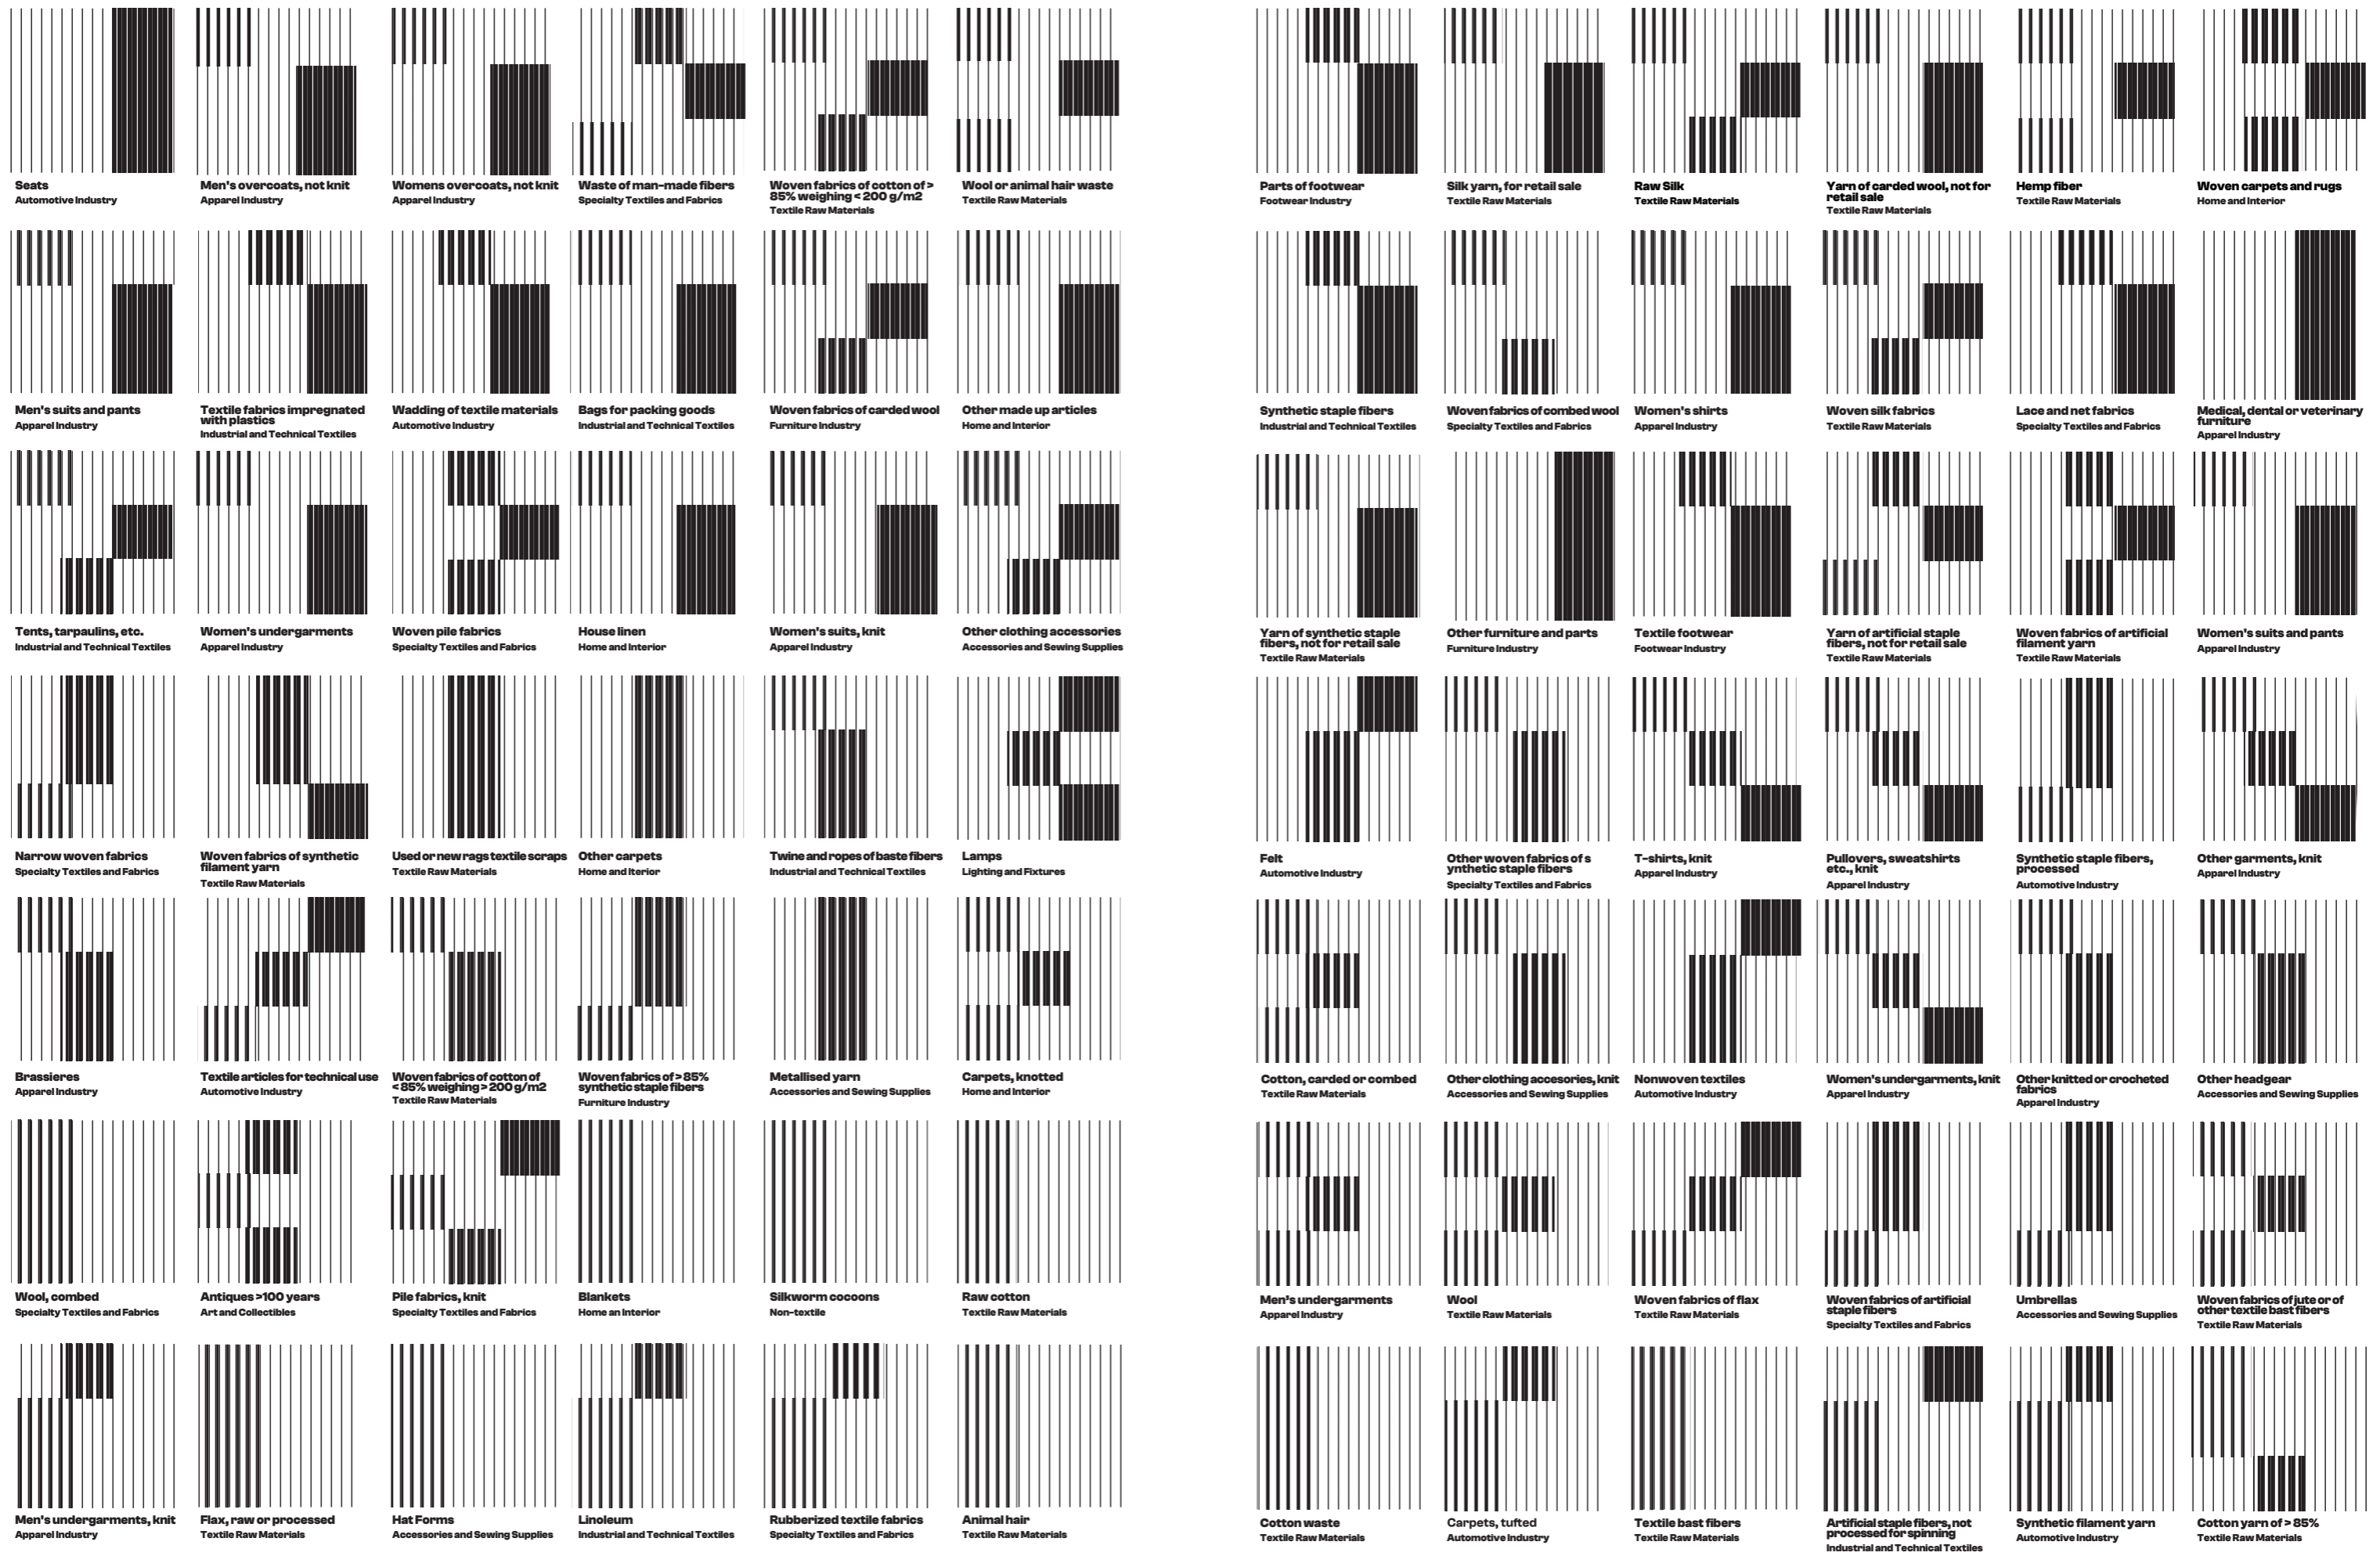 Seats
Automotive Industry
Men's overcoats, not knit
Apparel Industry
Womens overcoats, not knit
Apparel Industry
Waste of man-made fibers
Specialty Textiles and Fabrics
Woven fabrics of cotton of >
85% weighing < 200 g/m2
Textile Raw Materials
Wool or animal hair waste
Textile Raw Materials
Parts of footwear
Footwear Industry
Silk yarn, for retail sale
Textile Raw Materials
Raw Silk
Textile Raw Materials
Yarn of carded wool, not for
retail sale
Textile Raw Materials
Hemp fiber
Textile Raw Materials
Woven carpets and rugs
Home and Interior
Men's suits and pants
Apparel Industry
Textile fabrics impregnated
with plastics
Industrial and Technical Textiles
Wadding of textile materials
Automotive Industry
Bags for packing goods
Industrial and Technical Textiles
Woven fabrics of carded wool
Furniture Industry
Other made up articles
Home and Interior
Synthetic staple fibers
Industrial and Technical Textiles
Woven fabrics of combed wool
Specialty Textiles and Fabrics
Women's shirts
Apparel Industry
Woven silk fabrics
Textile Raw Materials
Lace and net fabrics
Specialty Textiles and Fabrics
Medical, dental or veterinary
furniture
Apparel Industry
Tents, tarpaulins, etc.
Industrial and Technical Textiles
Women's undergarments
Apparel Industry
Woven pile fabrics
Specialty Textiles and Fabrics
House linen
Home and Interior
Women's suits, knit
Apparel Industry
Other clothing accessories
Accessories and Sewing Supplies
Yarn of synthetic staple
fibers, not for retail sale
Textile Raw Materials
Other furniture and parts
Furniture Industry
Textile footwear
Footwear Industry
Yarn of artificial staple
fibers, not for retail sale
Textile Raw Materials
Woven fabrics of artificial
filament yarn
Textile Raw Materials
Women's suits and pants
Apparel Industry
Narrow woven fabrics
Specialty Textiles and Fabrics
Woven fabrics of synthetic
filament yarn
Textile Raw Materials
Used or new rags textile scraps
Textile Raw Materials
Other carpets
Home and Iterior
Twine and ropes of baste fibers
Industrial and Technical Textiles
Lamps
Lighting and Fixtures
Felt
Automotive Industry
Other woven fabrics of s
ynthetic staple fibers
Specialty Textiles and Fabrics
T-shirts, knit
Apparel Industry
Pullovers, sweatshirts
etc., knit
Apparel Industry
Synthetic staple fibers,
processed
Automotive Industry
Other garments, knit
Apparel Industry
Brassieres
Apparel Industry
Textile articles for technical use
Automotive Industry
Woven fabrics of cotton of
< 85% weighing > 200 g/m2
Textile Raw Materials
Woven fabrics of > 85%
synthetic staple fibers
Furniture Industry
Metallised yarn
Accessories and Sewing Supplies
Carpets, knotted
Home and Interior
Cotton, carded or combed
Textile Raw Materials
Other clothing accesories, knit
Accessories and Sewing Supplies
Nonwoven textiles
Automotive Industry
Women's undergarments, knit
Apparel Industry
Other knitted or crocheted
fabrics
Apparel Industry
Other headgear
Accessories and Sewing Supplies
Wool, combed
Specialty Textiles and Fabrics
Antiques >100 years
Art and Collectibles
Pile fabrics, knit
Specialty Textiles and Fabrics
Blankets
Home an Interior
Silkworm cocoons
Non-textile
Raw cotton
Textile Raw Materials
Men's undergarments
Apparel Industry
Wool
Textile Raw Materials
Woven fabrics of flax
Textile Raw Materials
Woven fabrics of artificial
staple fibers
Specialty Textiles and Fabrics
Umbrellas
Accessories and Sewing Supplies
Woven fabrics of jute or of
other textile bast fibers
Textile Raw Materials
Men's undergarments, knit
Apparel Industry
Flax, raw or processed
Textile Raw Materials
Hat Forms
Accessories and Sewing Supplies
Linoleum
Industrial and Technical Textiles
Rubberized textile fabrics
Specialty Textiles and Fabrics
Animal hair
Textile Raw Materials
Cotton waste
Textile Raw Materials
Carpets, tufted
Automotive Industry
Textile bast fibers
Textile Raw Materials
Artificial staple fibers, not
processed for spinning
Industrial and Technical Textiles
Synthetic filament yarn
Automotive Industry
Cotton yarn of > 85%
Textile Raw Materials